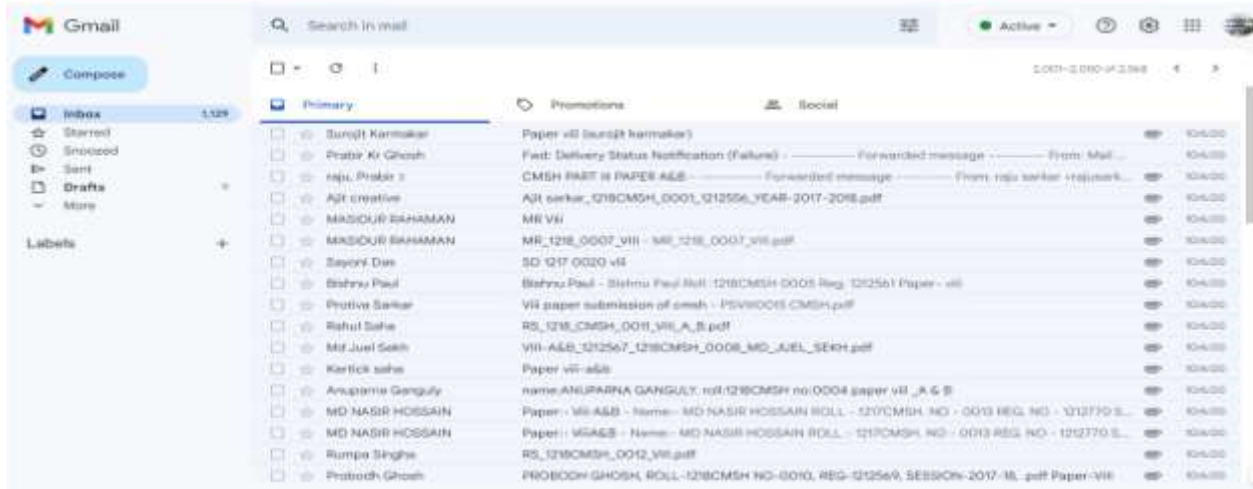 Gmail
Search in mail
Active
Compose
Primary
Promotions
Social
Inbox 1,129
Starred
Snoozed
Sent
Drafts
More
Labels
Surojit Karmakar Paper viii (surojit karmakar)
Prabir Kr Ghosh Fwd: Delivery Status Notification (Failure) - ---------- Forwarded message ---------- From: Mail ...
raju, Prabir CMSH PART III PAPER A&B - ---------- Forwarded message ---------- From: raju sarkar
Ajit creative Ajit sarkar_1218CMSH_0001_1212556_YEAR-2017-2018.pdf
MASIDUR RAHAMAN MR Viii
MASIDUR RAHAMAN MR_1218_0007_VIII - MR_1218_0007_VIII.pdf
Sayoni Das SD 1217 0020 viii
Bishnu Paul Bishnu Paul - Bishnu Paul Roll: 1218CMSH 0005 Reg: 1212561 Paper- viii
Protiva Sarkar Viii paper submission of cmsh -
Rahul Saha RS_1218_CMSH_0011_VIII_A_B.pdf
Md Juel Sekh VIII-A&B_1212567_1218CMSH_0008_MD_JUEL_SEKH.pdf
Kartick saha Paper viii-a&b
Anuparna Ganguly name:ANUPARNA GANGULY. roll:1218CMSH no:0004 paper viii _A & B
MD NASIR HOSSAIN Paper:- Viii-A&B - Name:- MD NASIR HOSSAIN ROLL - 1217CMSH. NO - 0013 REG. NO - 1212770 S...
MD NASIR HOSSAIN Paper:- ViiiA&B - Name:- MD NASIR HOSSAIN ROLL - 1217CMSH. NO - 0013 REG. NO - 1212770 S...
Rumpa Singha RS_1218CMSH_0012_VIII.pdf
Probodh Ghosh PROBODH GHOSH, ROLL-1218CMSH NO-0010, REG-1212569, SESSION-2017-18, .pdf Paper-VIII